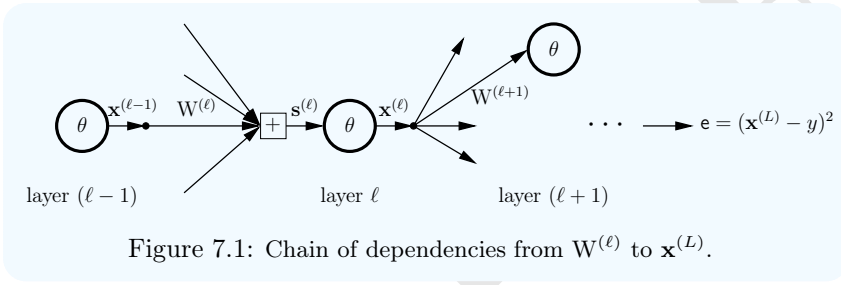 θ
x^(ℓ−1)
W^(ℓ)
+
s^(ℓ)
θ
x^(ℓ)
W^(ℓ+1)
θ
· · ·
e = (x^(L) − y)^2
layer (ℓ − 1)
layer ℓ
layer (ℓ + 1)
Figure 7.1: Chain of dependencies from W^(ℓ) to x^(L).